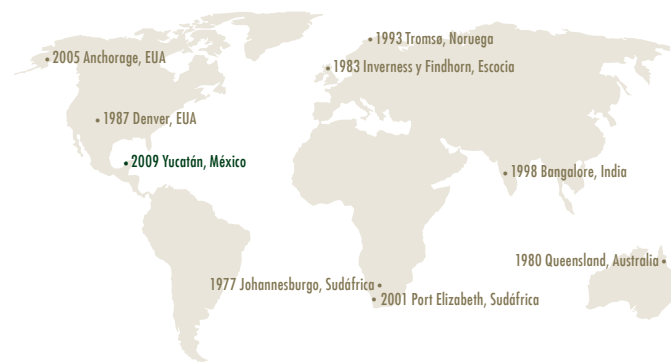 1993 Tromsø, Noruega
2005 Anchorage, EUA
1983 Inverness y Findhorn, Escocia
1987 Denver, EUA
2009 Yucatán, México
1998 Bangalore, India
1980 Queensland, Australia
1977 Johannesburgo, Sudáfrica
2001 Port Elizabeth, Sudáfrica